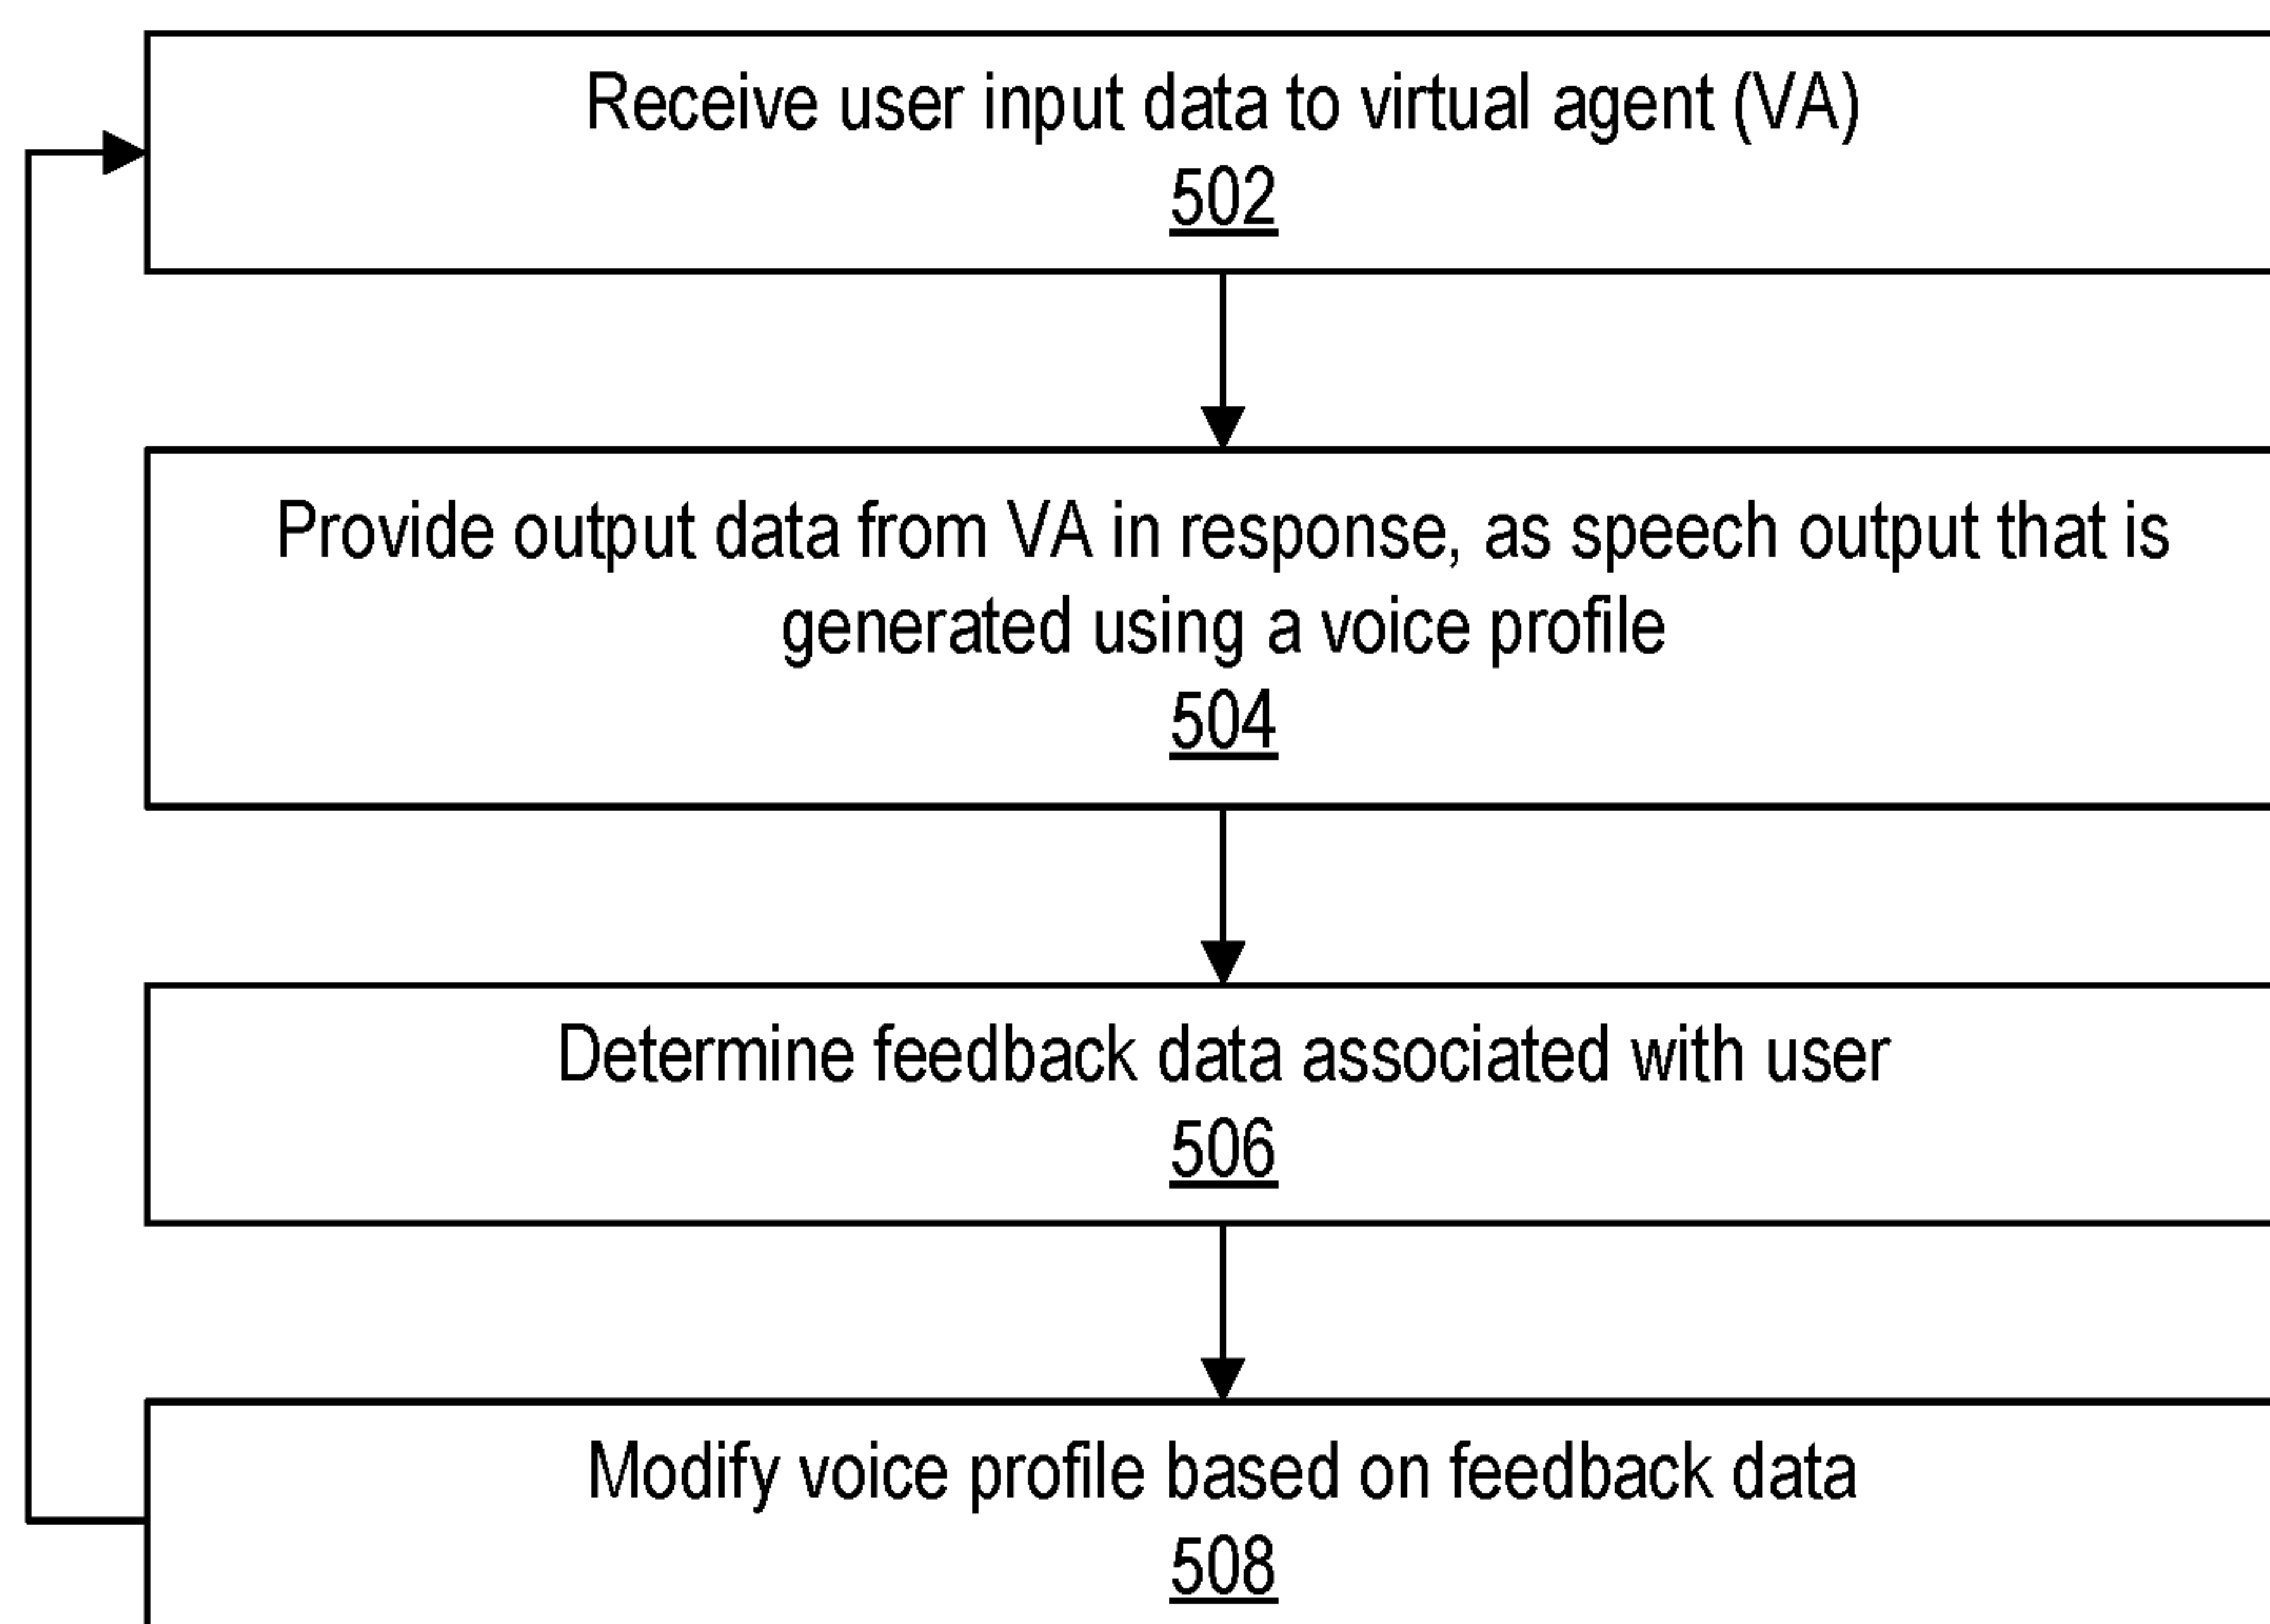 Receive user input data to virtual agent (VA)
502
Provide output data from VA in response, as speech output that is
generated using a voice profile
504
Determine feedback data associated with user
506
Modify voice profile based on feedback data
508